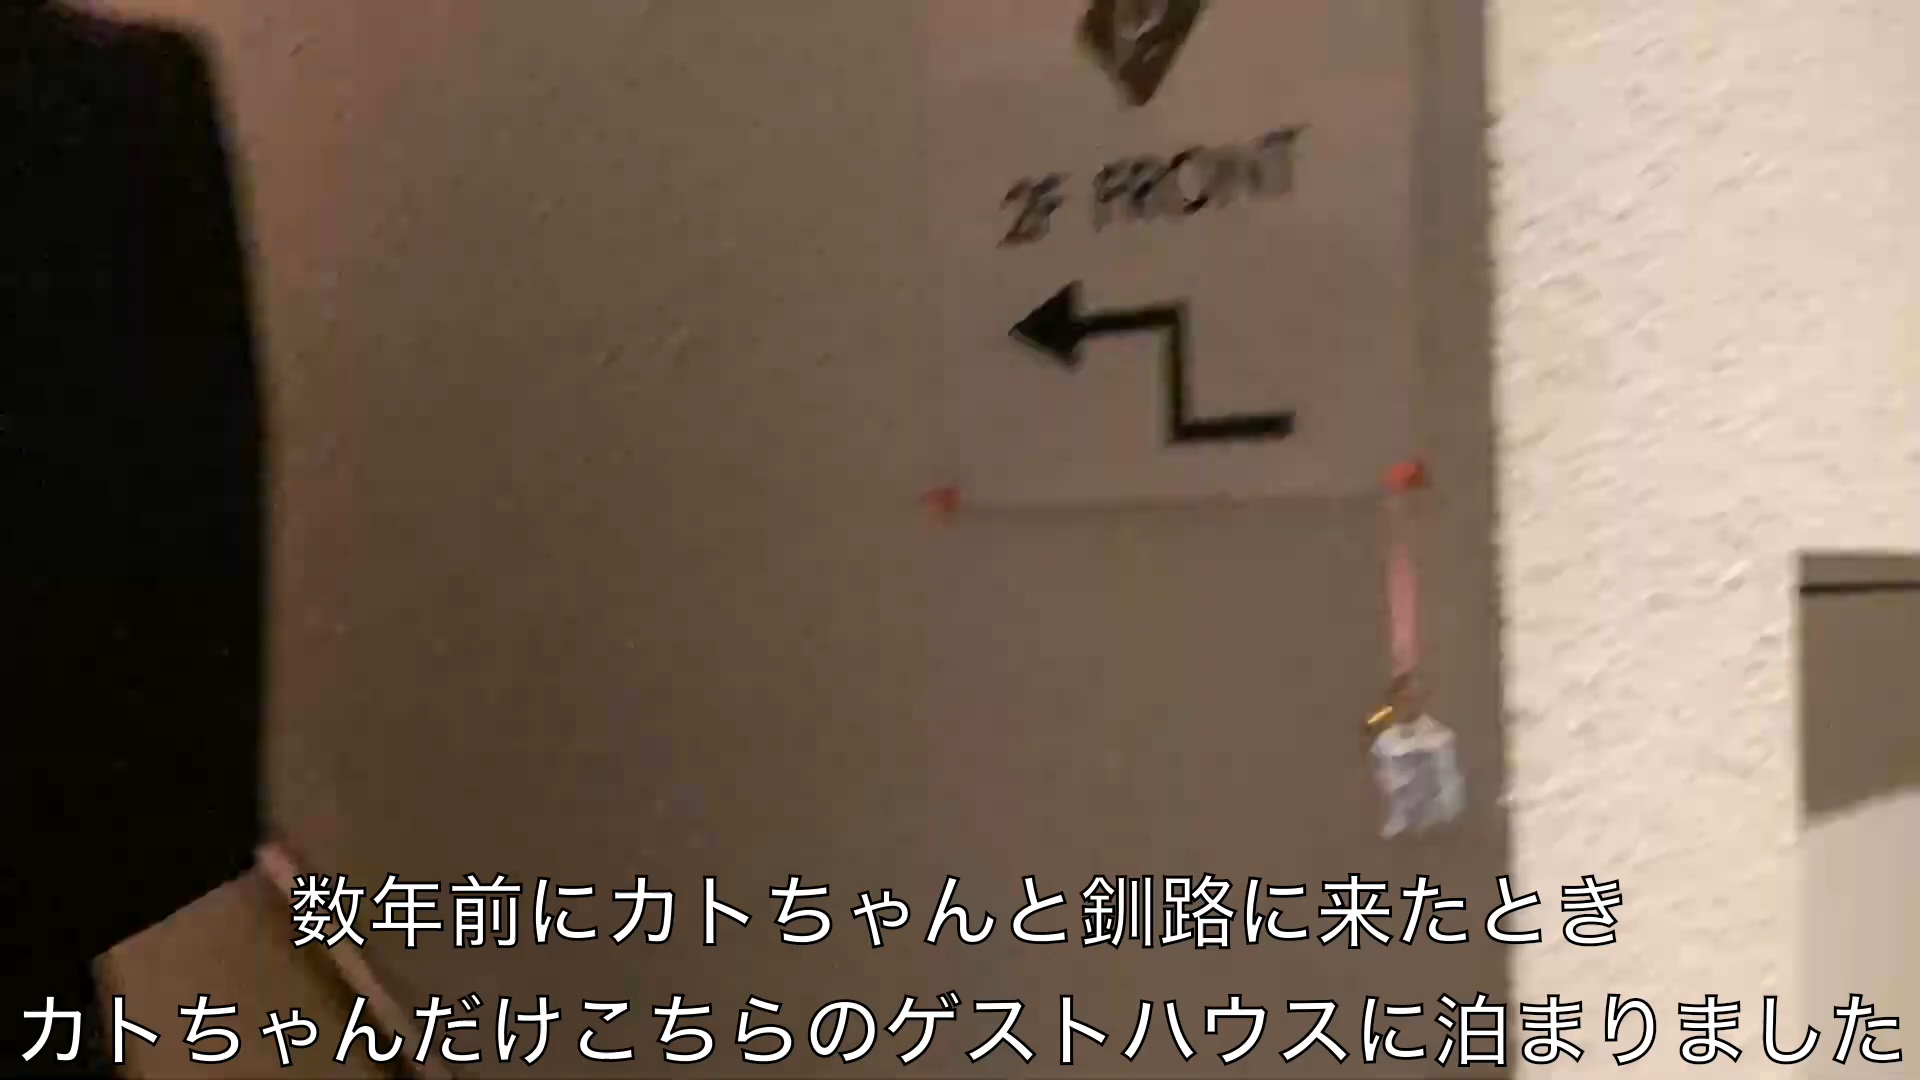 2F FRONT
数年前にカトちゃんと釧路に来たとき
カトちゃんだけこちらのゲストハウスに泊まりました